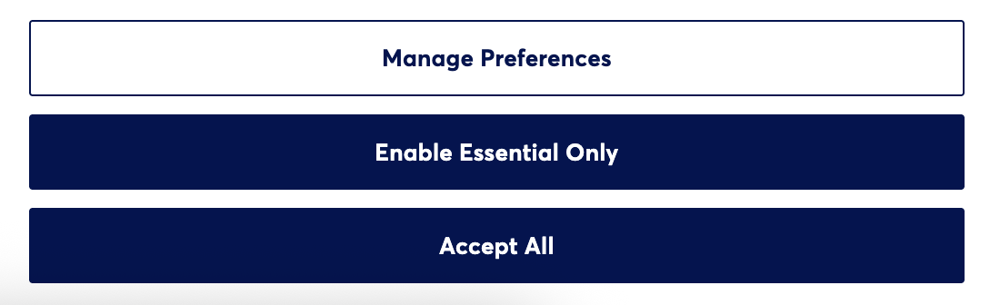 Manage Preferences
Enable Essential Only
Accept All